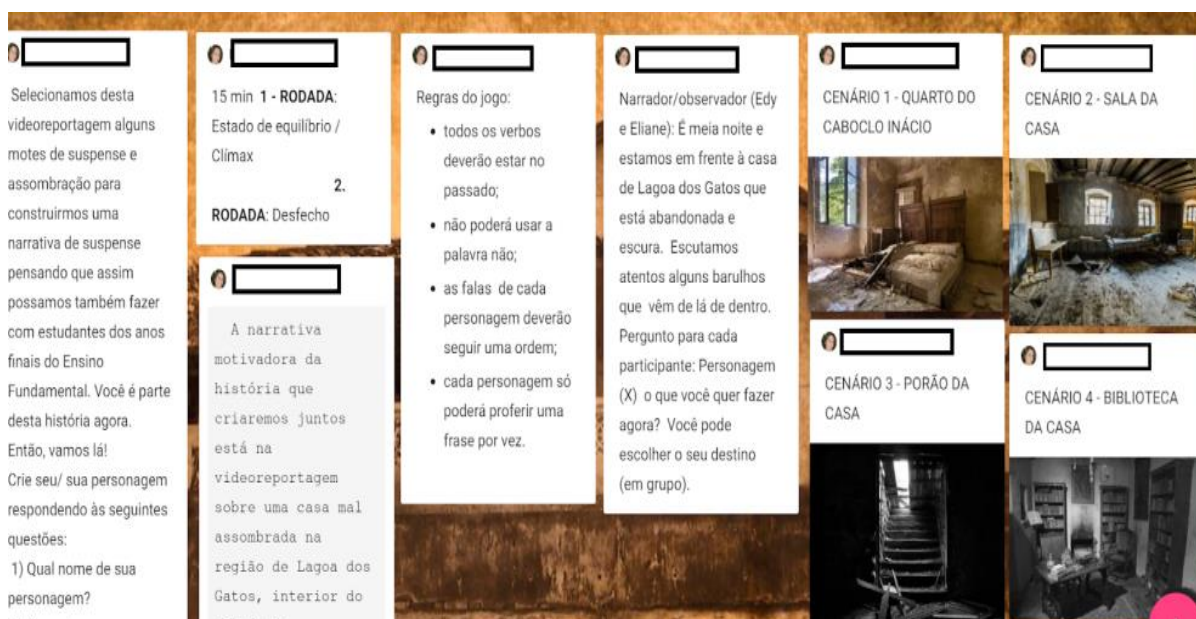 Selecionamos desta
videoreportagem alguns
motes de suspense e
assombração para
construirmos uma
narrativa de suspense
pensando que assim
possamos também fazer
com estudantes dos anos
finais do Ensino
Fundamental. Você é parte
desta história agora.
Então, vamos lá!
Crie seu/ sua personagem
respondendo às seguintes
questões:
1) Qual nome de sua
personagem?
15 min 1 - RODADA:
Estado de equilíbrio /
Clímax
2.
RODADA: Desfecho
A narrativa
motivadora da
história que
criaremos juntos
está na
videoreportagem
sobre uma casa mal
assombrada na
região de Lagoa dos
Gatos, interior do
Regras do jogo:
• todos os verbos
deverão estar no
passado;
• não poderá usar a
palavra não;
• as falas de cada
personagem deverão
seguir uma ordem;
• cada personagem só
poderá proferir uma
frase por vez.
Narrador/observador (Edy
e Eliane): É meia noite e
estamos em frente à casa
de Lagoa dos Gatos que
está abandonada e
escura. Escutamos
atentos alguns barulhos
que vêm de lá de dentro.
Pergunto para cada
participante: Personagem
(X) o que você quer fazer
agora? Você pode
escolher o seu destino
(em grupo).
CENÁRIO 1 - QUARTO DO
CABOCLO INÁCIO
CENÁRIO 3 - PORÃO DA
CASA
CENÁRIO 2 - SALA DA
CASA
CENÁRIO 4 - BIBLIOTECA
DA CASA